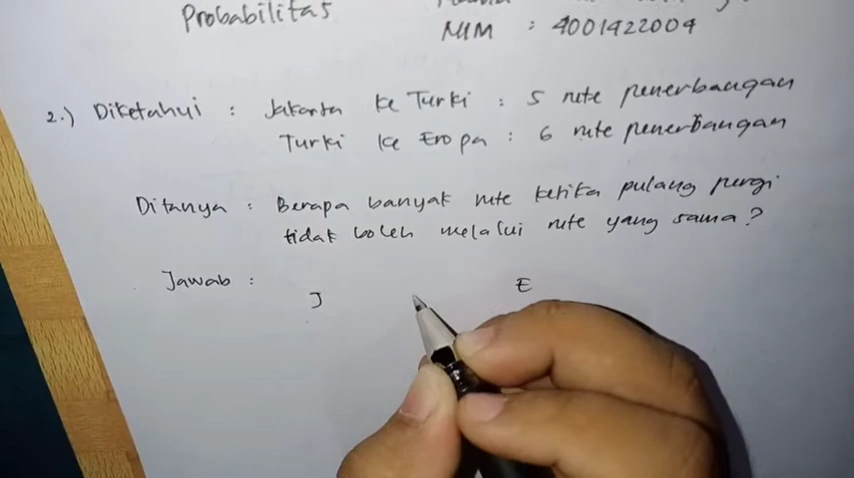 Probabilitas
NIM : 4001422004
2.) Diketahui : Jakarta ke Turki : 5 rute penerbangan
Turki ke Eropa : 6 rute penerbangan
Ditanya : Berapa banyak rute ketika pulang pergi
tidak boleh melalui rute yang sama?
Jawab :
J E